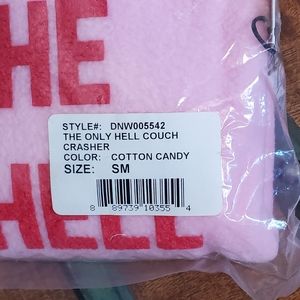 HE
STYLE#: DNW005542
THE ONLY HELL COUCH
CRASHER
COLOR: COTTON CANDY
SIZE: SM
8 89739 10355 4
HELL